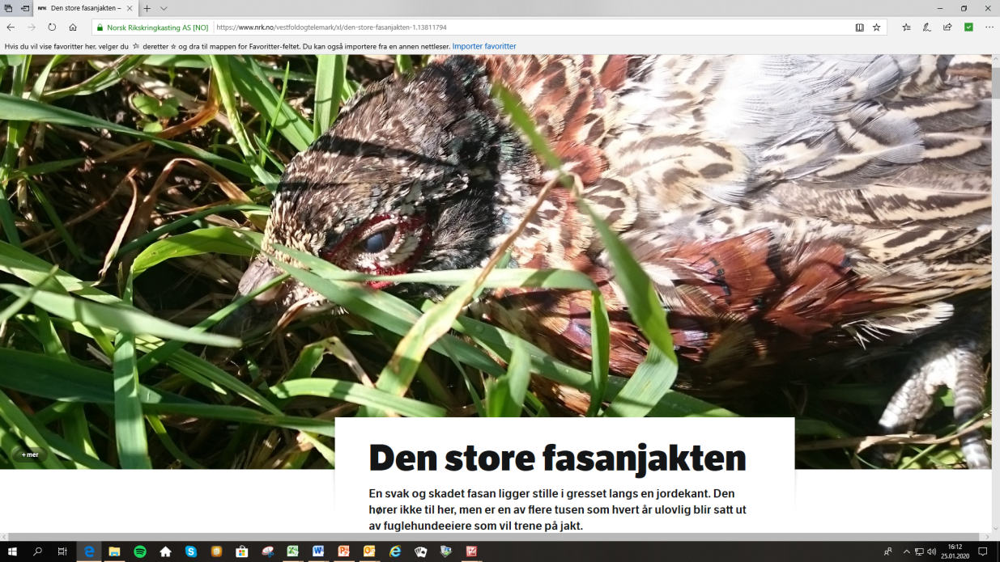 NRK Den store fasanjakten –
Norsk Rikskringkasting AS [NO] https://www.nrk.no/vestfoldogtelemark/xl/den-store-fasanjakten-1.13811794
Hvis du vil vise favoritter her, velger du deretter og dra til mappen for Favoritter-feltet. Du kan også importere fra en annen nettleser. Importer favoritter
+ mer
Den store fasanjakten
En svak og skadet fasan ligger stille i gresset langs en jordekant. Den
hører ikke til her, men er en av flere tusen som hvert år ulovlig blir satt ut
av fuglehundeeiere som vil trene på jakt.
16:12
25.01.2020